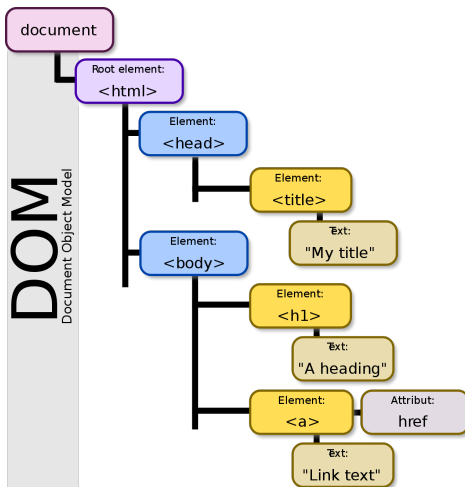 document
Root element:
<html>
Element:
<head>
Element:
<title>
Text:
"My title"
Element:
<body>
Element:
<h1>
Text:
"A heading"
Element:
<a>
Attribut:
href
Text:
"Link text"
DOM
Document Object Model